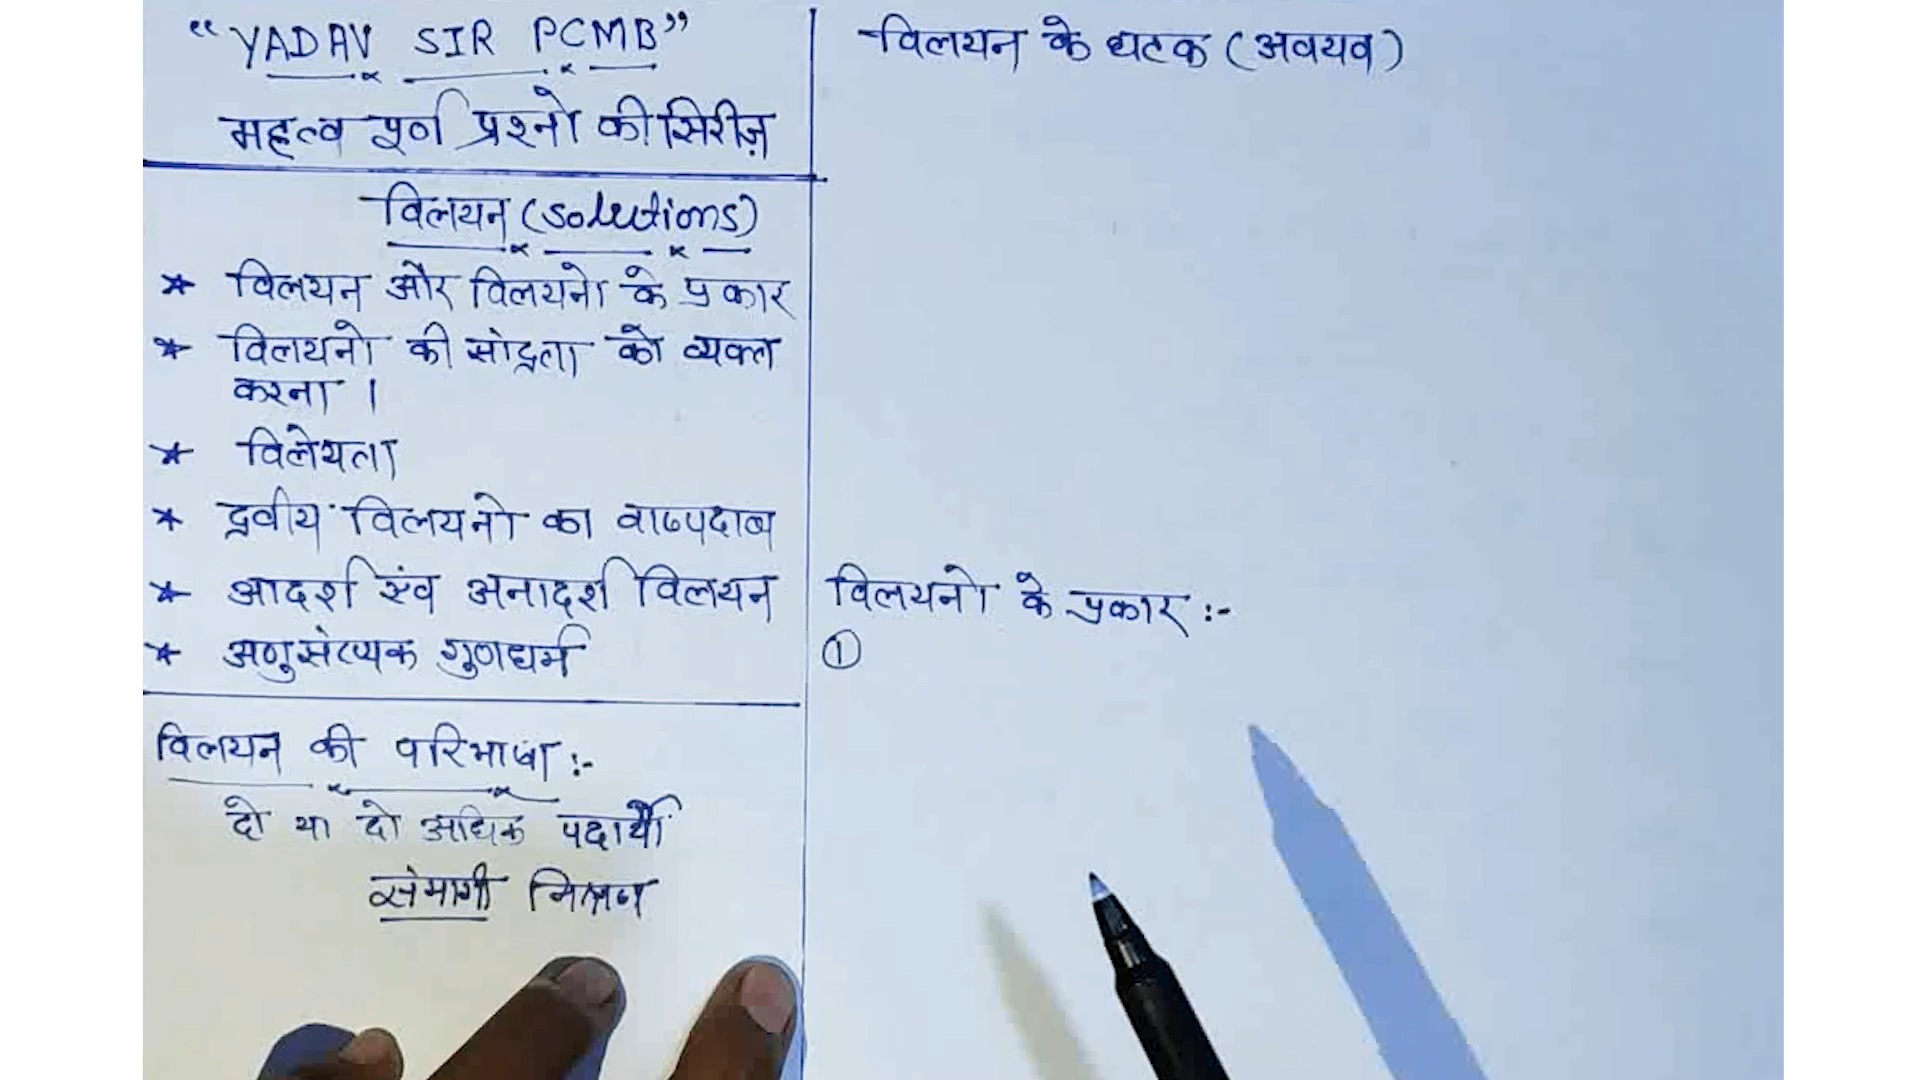 “YADAV SIR PCMB”
महत्व पूर्ण प्रश्नो की सिरीज़
विलयन (solutions)
* विलयन और विलयनो के प्रकार
* विलयनो की सांद्रता को व्यक्त
करना ।
* विलेयता
* द्रवीय विलयनो का वाष्पदाब
* आदर्श एंव अनादर्श विलयन
* अणुसंख्यक गुणधर्म
विलयन की परिभाषा :-
दो या दो अधिक पदार्थो
समांगी मिश्रण
विलयन के घटक (अवयव)
विलयनो के प्रकार :-
①